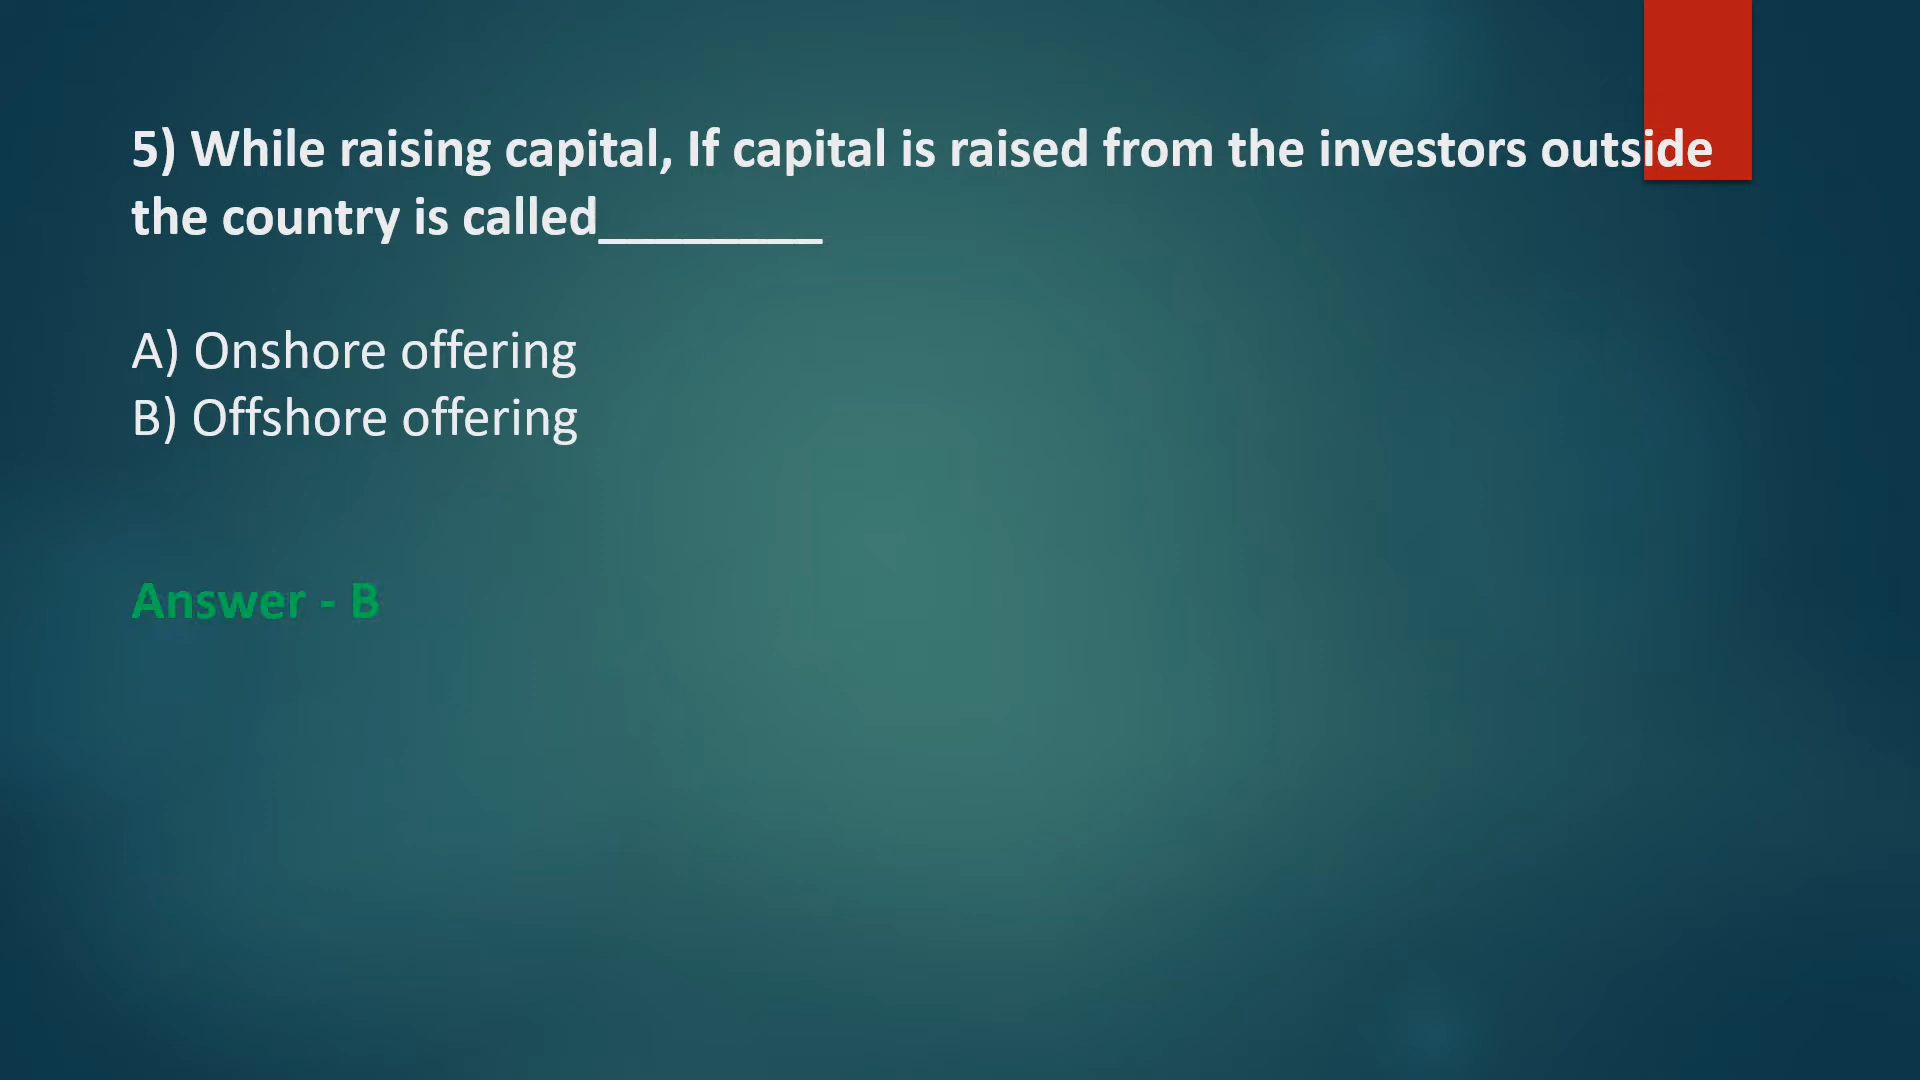 5) While raising capital, If capital is raised from the investors outside
the country is called_________
A) Onshore offering
B) Offshore offering
Answer - B